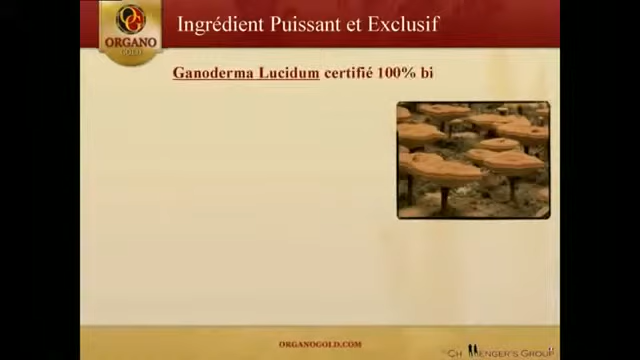 ORGANO
GOLD
Ingrédient Puissant et Exclusif
Ganoderma Lucidum certifié 100% bi
ORGANOGOLD.COM